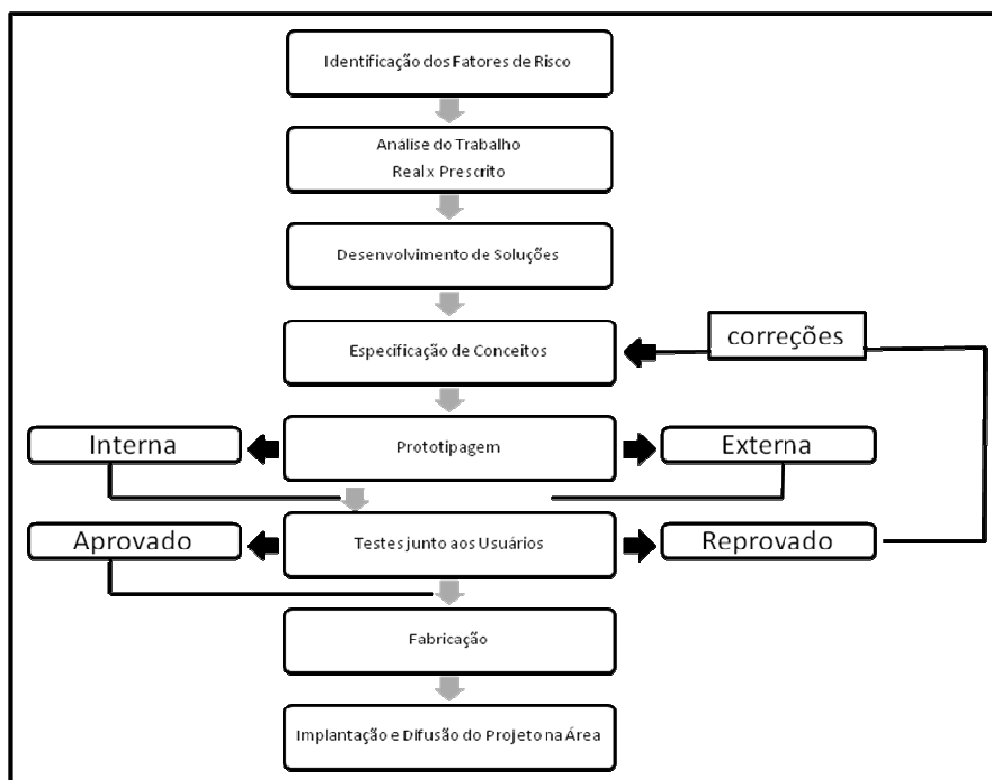 Identificação dos Fatores de Risco
Análise do Trabalho
Real x Prescrito
Desenvolvimento de Soluções
Especificação de Conceitos
correções
Interna
Prototipagem
Externa
Aprovado
Testes junto aos Usuários
Reprovado
Fabricação
Implantação e Difusão do Projeto na Área